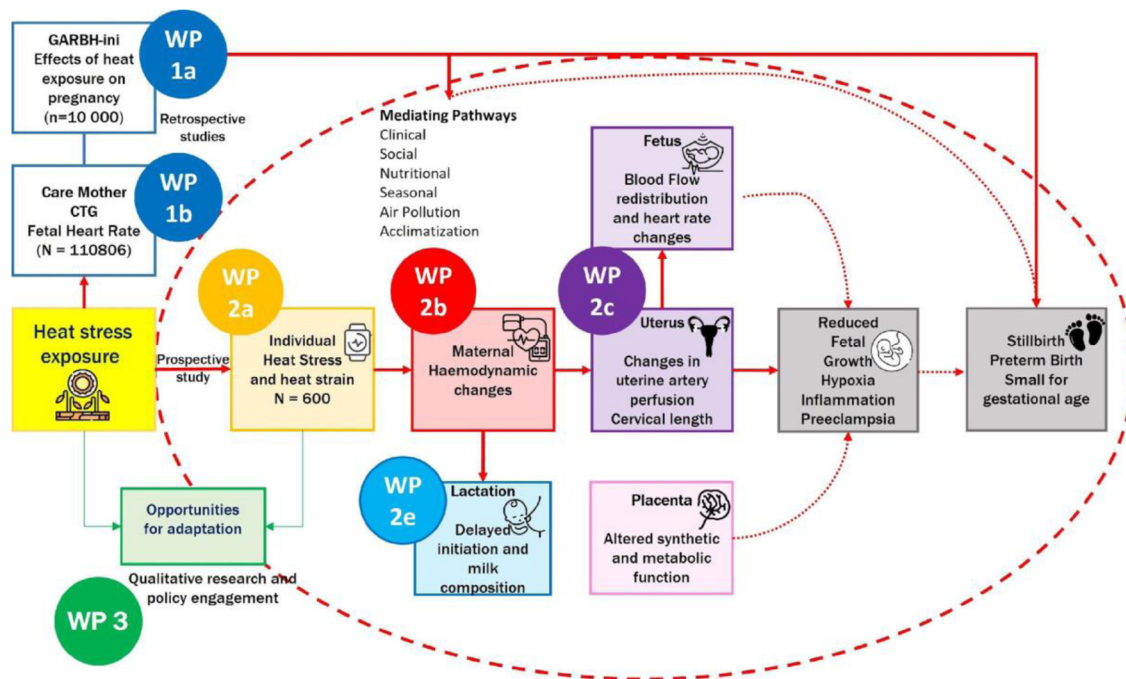 GARBH-ini
Effects of heat
exposure on
pregnancy
(n=10 000)
WP
1a
Retrospective
studies
Care Mother
CTG
Fetal Heart Rate
(N = 110806)
WP
1b
Mediating Pathways
Clinical
Social
Nutritional
Seasonal
Air Pollution
Acclimatization
Fetus
Blood Flow
redistribution
and heart rate
changes
Heat stress
exposure
Prospective
study
WP
2a
Individual
Heat Stress
and heat strain
N = 600
WP
2b
Maternal
Haemodynamic
changes
WP
2c
Uterus
Changes in
uterine artery
perfusion
Cervical length
Reduced
Fetal
Growth
Hypoxia
Inflammation
Preeclampsia
Stillbirth
Preterm Birth
Small for
gestational age
Opportunities
for adaptation
Qualitative research and
policy engagement
WP 3
WP
2e
Lactation
Delayed
initiation and
milk
composition
Placenta
Altered synthetic
and metabolic
function